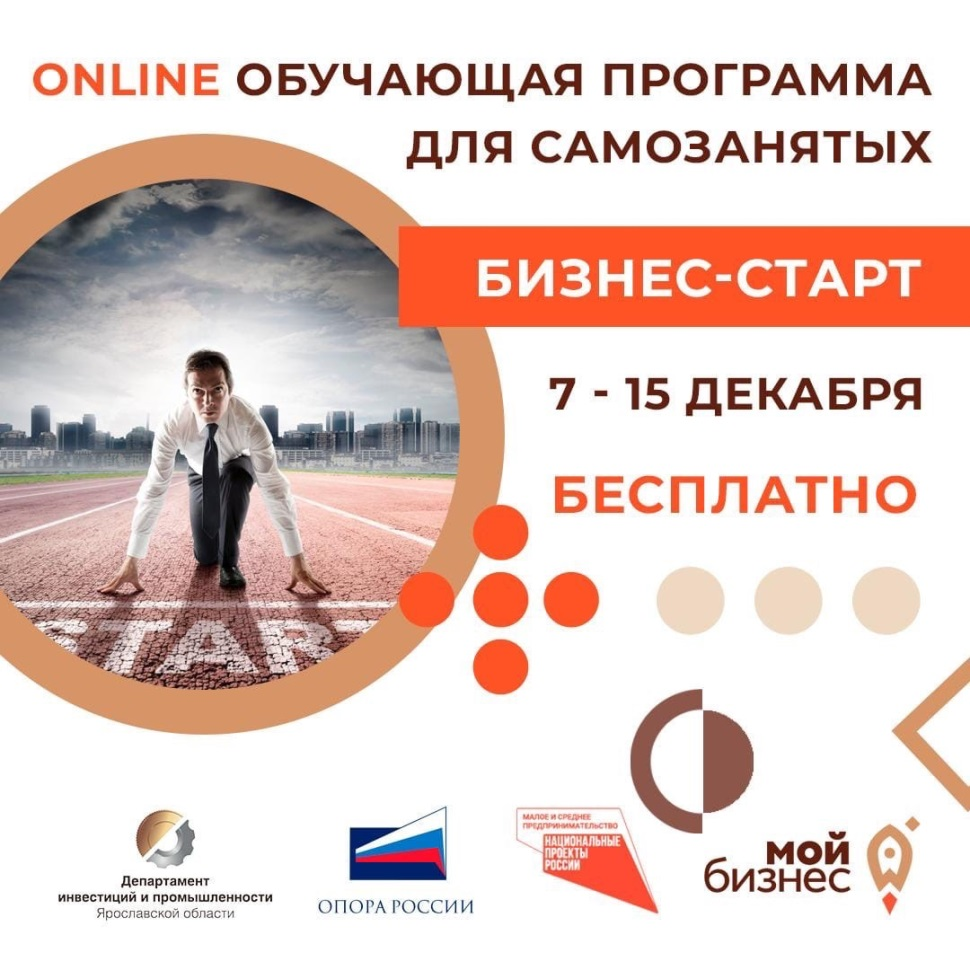 ONLINE ОБУЧАЮЩАЯ ПРОГРАММА
ДЛЯ САМОЗАНЯТЫХ
БИЗНЕС-СТАРТ
7 - 15 ДЕКАБРЯ
БЕСПЛАТНО
START
Департамент
инвестиций и промышленности
Ярославской области
ОПОРА РОССИИ
МАЛОЕ И СРЕДНЕЕ
ПРЕДПРИНИМАТЕЛЬСТВО
НАЦИОНАЛЬНЫЕ
ПРОЕКТЫ
РОССИИ
МОЙ
бизнес